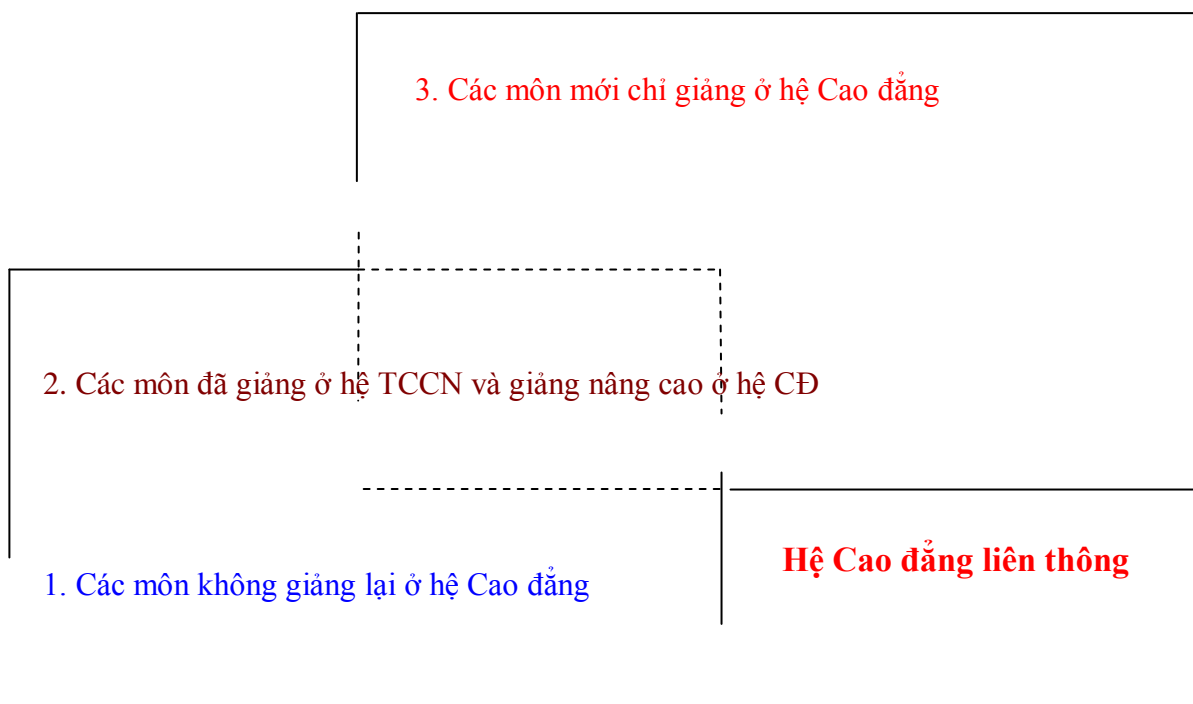 3. Các môn mới chỉ giảng ở hệ Cao đẳng
2. Các môn đã giảng ở hệ TCCN và giảng nâng cao ở hệ CĐ
Hệ Cao đẳng liên thông
1. Các môn không giảng lại ở hệ Cao đẳng